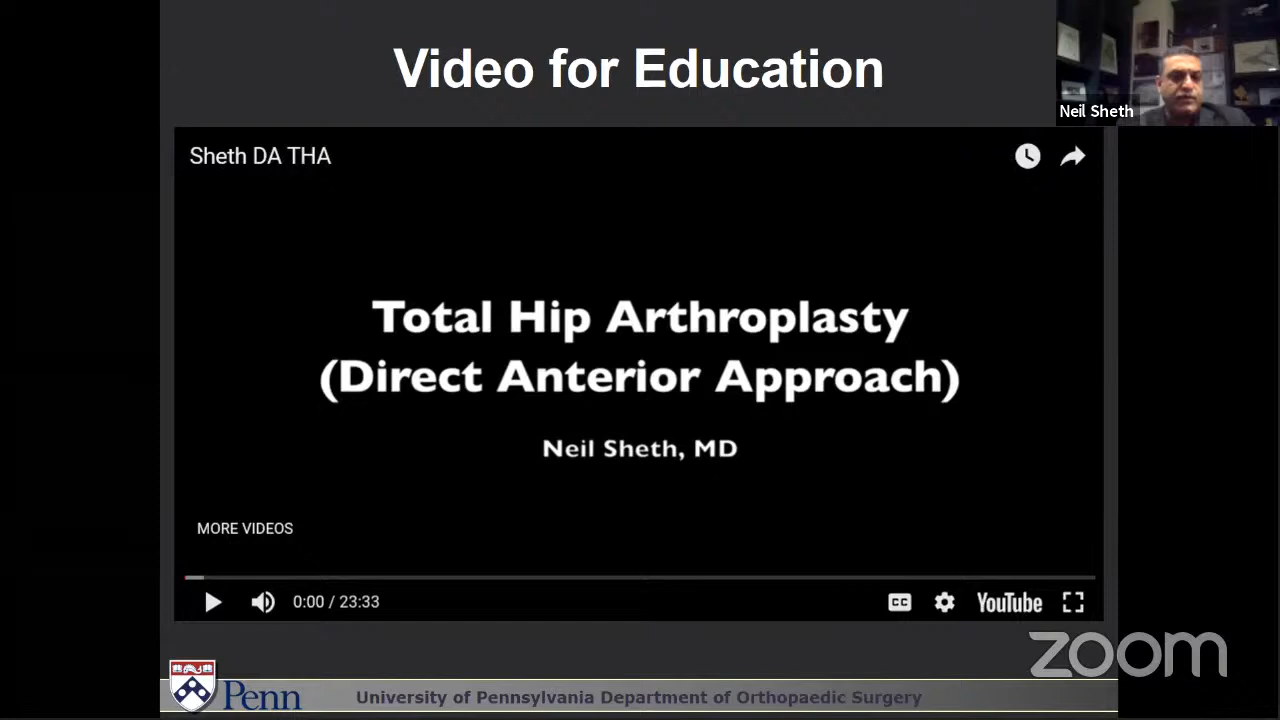 Video for Education
Neil Sheth
Sheth DA THA
Total Hip Arthroplasty
(Direct Anterior Approach)
Neil Sheth, MD
MORE VIDEOS
0:00 / 23:33
CC
YouTube
zoom
Penn
University of Pennsylvania Department of Orthopaedic Surgery